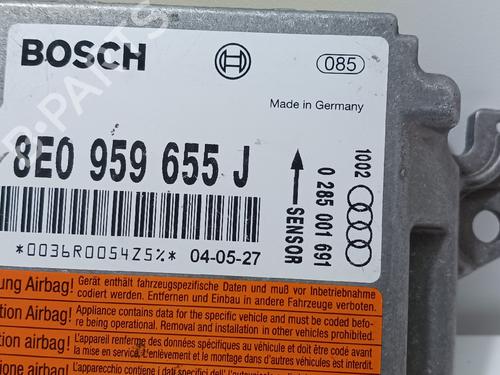 BOSCH
085
Made in Germany
8E0 959 655 J
SENSOR
0 285 001 691
1002
*0036R0054Z5%* 04-05-27
ung Airbag! Gerät enthält fahrzeugspezifische Daten und muß vor Inbetriebnahme
codiert werden. Entfernen und Einbau in andere Fahrzeuge verboten.
tion Airbag! Appliance contains data for the specific vehicle and must be coded befo-
re being operated. Removal and installation in other vehicles prohibited.
tion airbag! L'appareil renferme des données spécifiques au véhicule et doit être codé avant
la mise en service. L'enlèvement et le montage dans d'autres véhicules est interdit.
ione airbag!